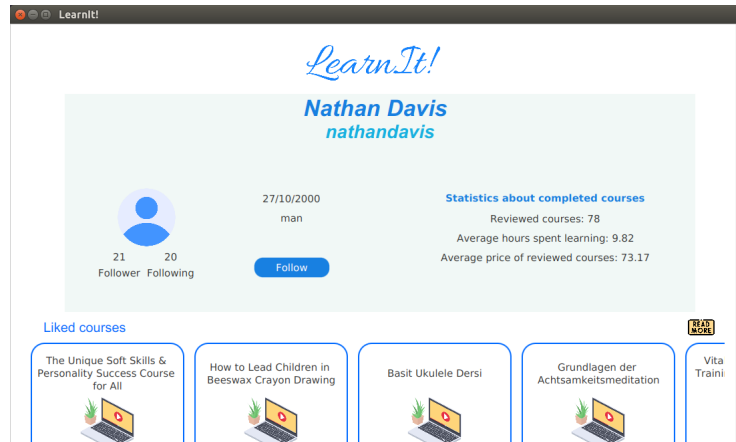 LearnIt!
LearnIt!
Nathan Davis
nathandavis
27/10/2000
man
21 20
Follower Following
Follow
Statistics about completed courses
Reviewed courses: 78
Average hours spent learning: 9.82
Average price of reviewed courses: 73.17
Liked courses
READ
MORE
The Unique Soft Skills &
Personality Success Course
for All
How to Lead Children in
Beeswax Crayon Drawing
Basit Ukulele Dersi
Grundlagen der
Achtsamkeitsmeditation